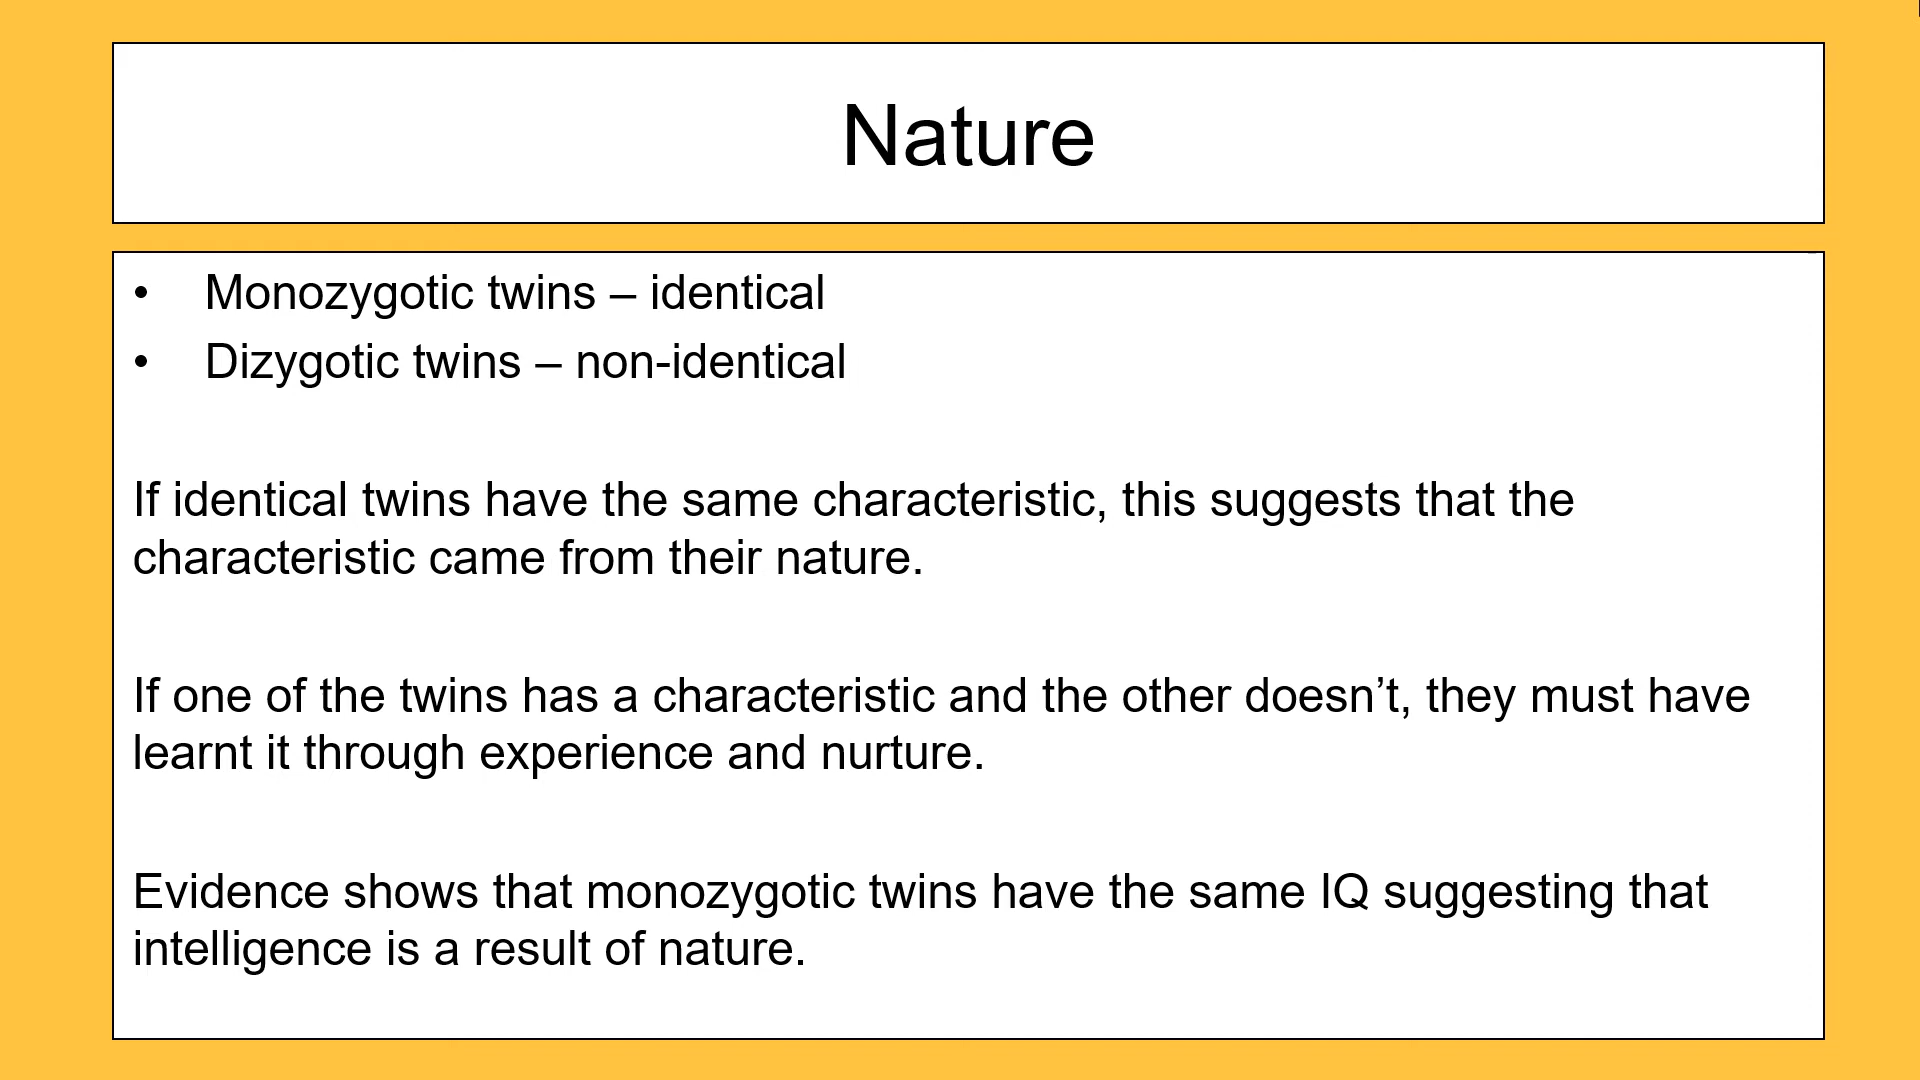 Nature
• Monozygotic twins – identical
• Dizygotic twins – non-identical
If identical twins have the same characteristic, this suggests that the
characteristic came from their nature.
If one of the twins has a characteristic and the other doesn’t, they must have
learnt it through experience and nurture.
Evidence shows that monozygotic twins have the same IQ suggesting that
intelligence is a result of nature.